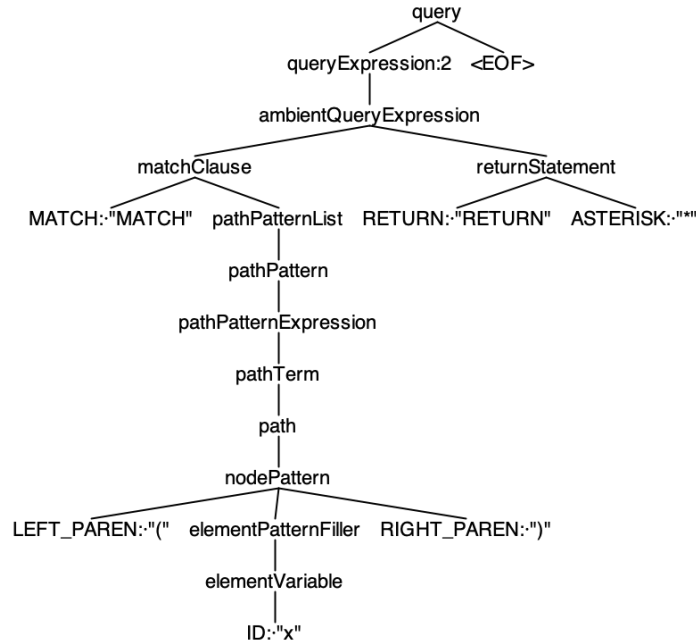 query
queryExpression:2 <EOF>
ambientQueryExpression
matchClause returnStatement
MATCH:·"MATCH" pathPatternList RETURN:·"RETURN" ASTERISK:·"*"
pathPattern
pathPatternExpression
pathTerm
path
nodePattern
LEFT_PAREN:·"(" elementPatternFiller RIGHT_PAREN:·")"
elementVariable
ID:·"x"